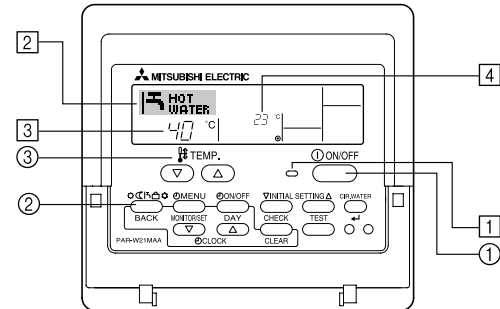 2
4
MITSUBISHI ELECTRIC
HOT
WATER
3
40 °C
23 °C
3
TEMP.
ON/OFF
▽ △
MENU ON/OFF ▽INITIAL SETTING△ CIR.WATER
2
BACK MONITOR/SET DAY CHECK TEST
▽ △
1
PAR-W21MAA CLOCK CLEAR
1